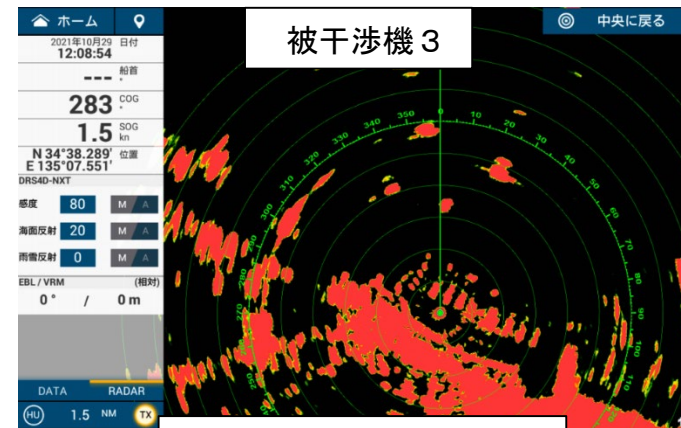 ホーム
被干渉機３
中央に戻る
2021年10月29 日付
12:08:54
--- 船首 °
283 COG °
1.5 SOG kn
N 34°38.289' 位置
E 135°07.551'
DRS4D-NXT
感度 80 M A
海面反射 20 M A
雨雪反射 0 M A
EBL / VRM (相対)
0 ° / 0 m
DATA RADAR
HU 1.5 NM TX
310 320 330 340 350 0 10 20 30
300 60
290 70
280 80
270 90
100
250 110